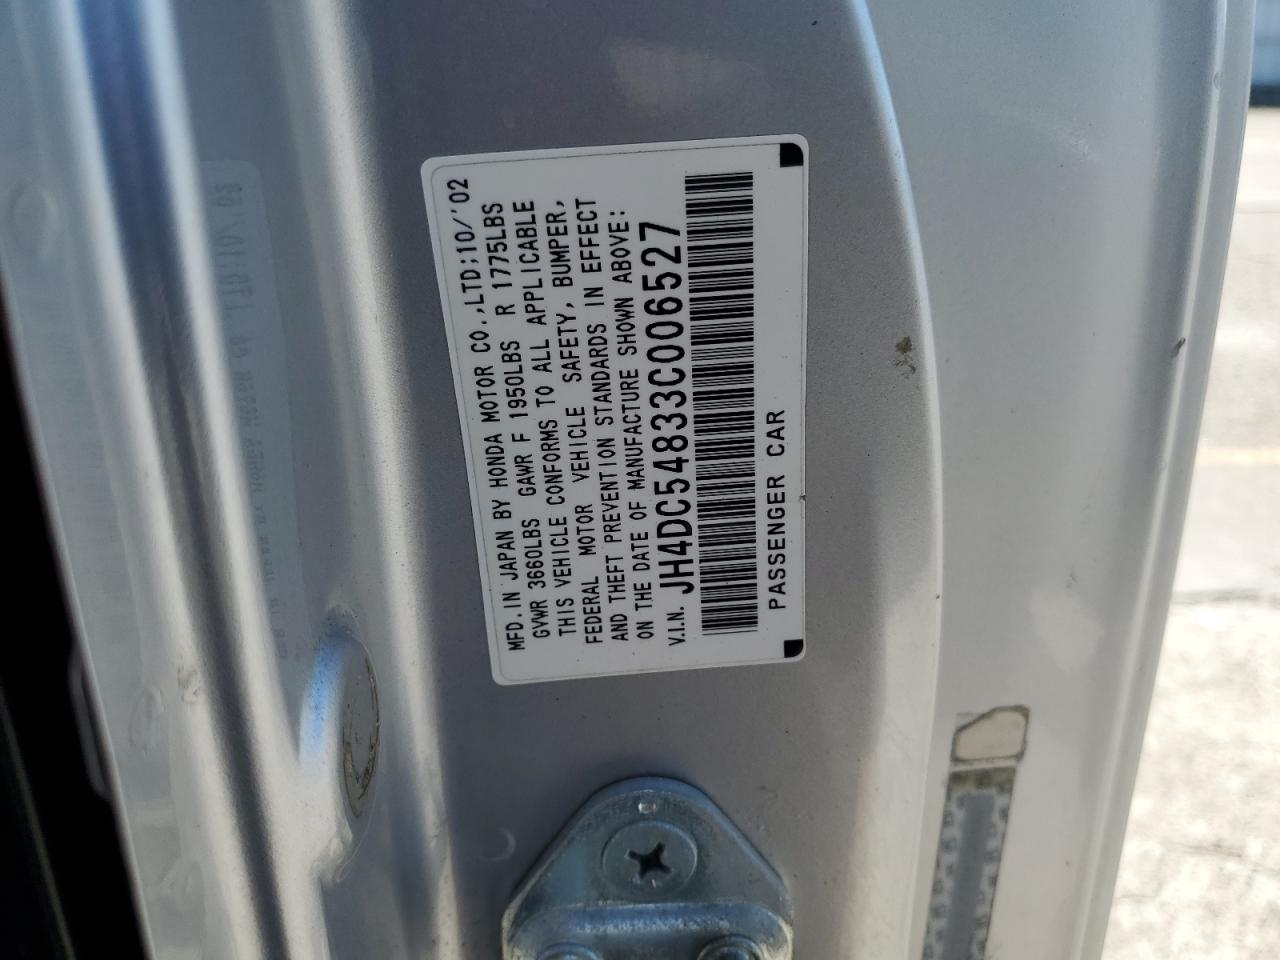 MFD. IN JAPAN BY HONDA MOTOR CO.,LTD;10/'02
GVWR 3660LBS GAWR F 1950LBS R 1775LBS
THIS VEHICLE CONFORMS TO ALL APPLICABLE
FEDERAL MOTOR VEHICLE SAFETY, BUMPER,
AND THEFT PREVENTION STANDARDS IN EFFECT
ON THE DATE OF MANUFACTURE SHOWN ABOVE:
V.I.N. JH4DC54833C006527
PASSENGER CAR